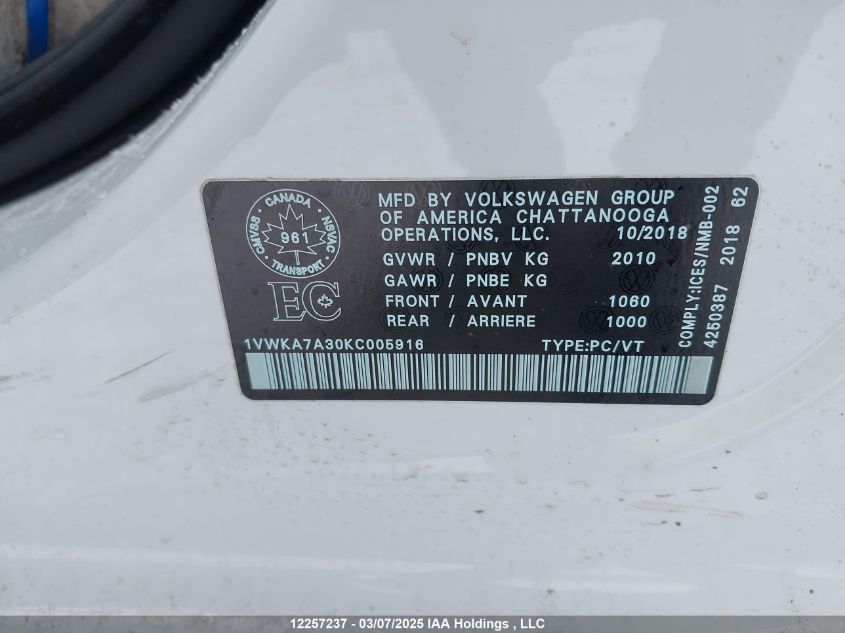 CANADA
CMVSS
NSVAC
961
TRANSPORT
EC
MFD BY VOLKSWAGEN GROUP
OF AMERICA CHATTANOOGA
OPERATIONS, LLC. 10/2018
GVWR / PNBV KG 2010
GAWR / PNBE KG
FRONT / AVANT 1060
REAR / ARRIERE 1000
1VWKA7A30KC005916 TYPE:PC/VT
COMPLY:ICES/NMB-002
4250387 2018 62
12257237 - 03/07/2025 IAA Holdings , LLC